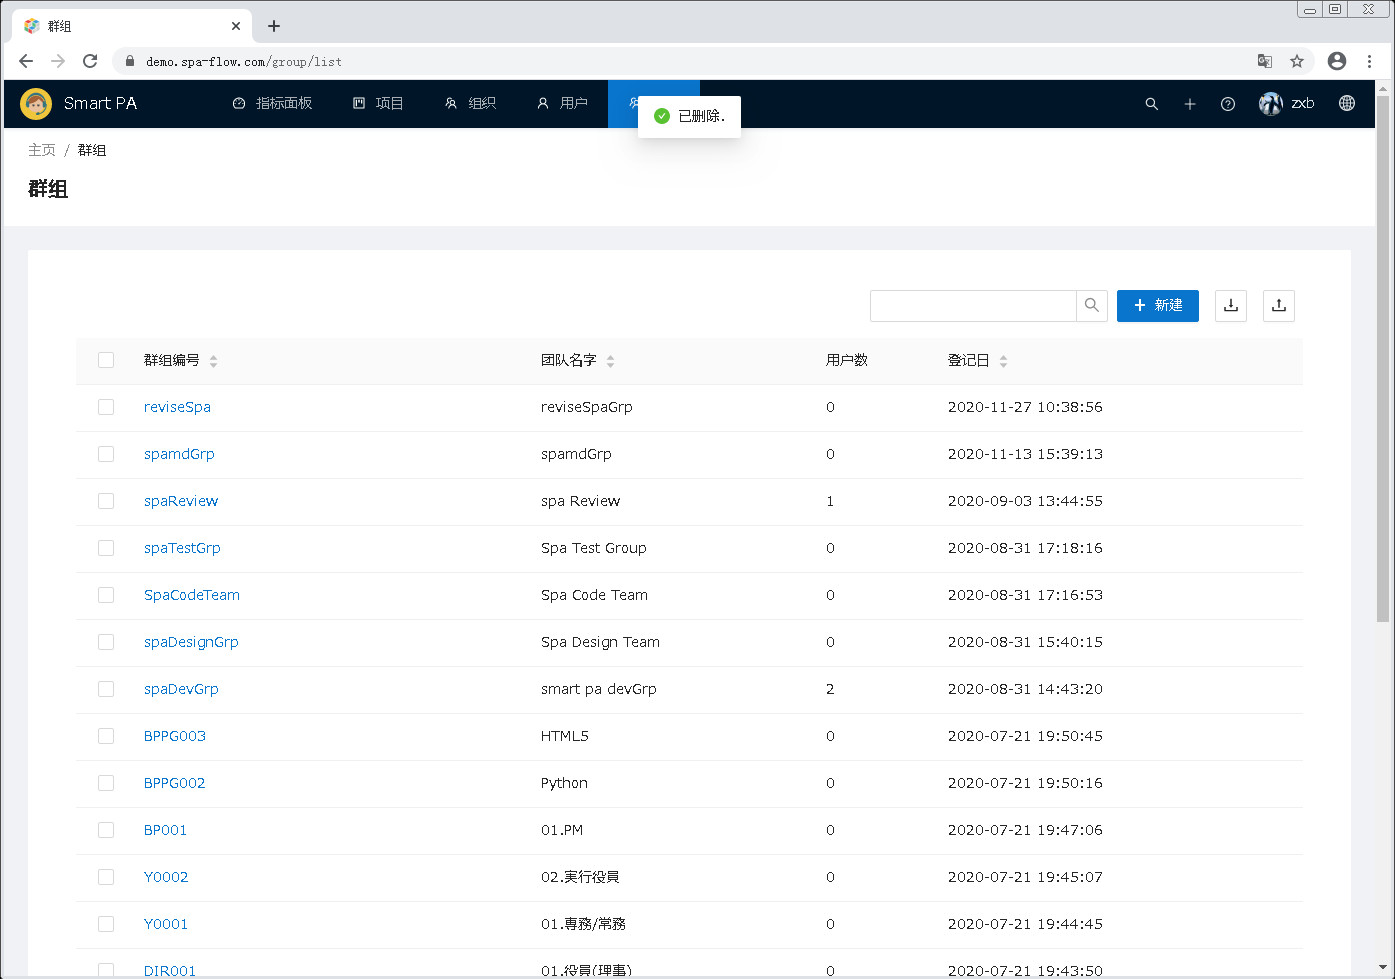 群组
demo.spa-flow.com/group/list
Smart PA 指标面板 项目 组织 用户 zxb
已删除.
主页 / 群组
群组
新建
群组编号 团队名字 用户数 登记日
reviseSpa reviseSpaGrp 0 2020-11-27 10:38:56
spamdGrp spamdGrp 0 2020-11-13 15:39:13
spaReview spa Review 1 2020-09-03 13:44:55
spaTestGrp Spa Test Group 0 2020-08-31 17:18:16
SpaCodeTeam Spa Code Team 0 2020-08-31 17:16:53
spaDesignGrp Spa Design Team 0 2020-08-31 15:40:15
spaDevGrp smart pa devGrp 2 2020-08-31 14:43:20
BPPG003 HTML5 0 2020-07-21 19:50:45
BPPG002 Python 0 2020-07-21 19:50:16
BP001 01.PM 0 2020-07-21 19:47:06
Y0002 02.実行役員 0 2020-07-21 19:45:07
Y0001 01.専務/常務 0 2020-07-21 19:44:45
DIR001 01.役員(理事) 0 2020-07-21 19:43:50